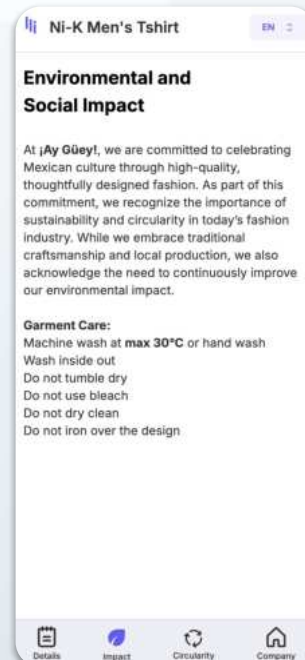 Ni-K Men's Tshirt
EN
Environmental and
Social Impact
At ¡Ay Güey!, we are committed to celebrating
Mexican culture through high-quality,
thoughtfully designed fashion. As part of this
commitment, we recognize the importance of
sustainability and circularity in today's fashion
industry. While we embrace traditional
craftsmanship and local production, we also
acknowledge the need to continuously improve
our environmental impact.
Garment Care:
Machine wash at max 30°C or hand wash
Wash inside out
Do not tumble dry
Do not use bleach
Do not dry clean
Do not iron over the design
Details Impact Circularity Company